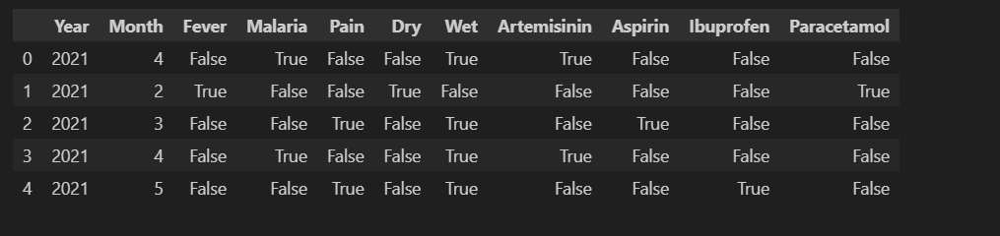 Year Month Fever Malaria Pain Dry Wet Artemisinin Aspirin Ibuprofen Paracetamol
0 2021 4 False True False False True True False False False
1 2021 2 True False False True False False False False True
2 2021 3 False False True False True False True False False
3 2021 4 False True False False True True False False False
4 2021 5 False False True False True False False True False